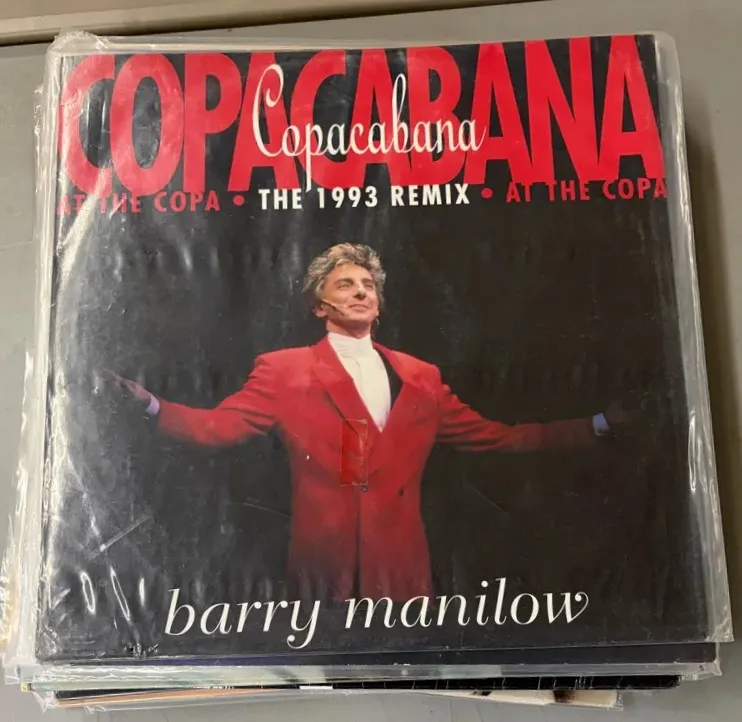 COPACABANA
Copacabana
AT THE COPA • THE 1993 REMIX • AT THE COPA
barry manilow